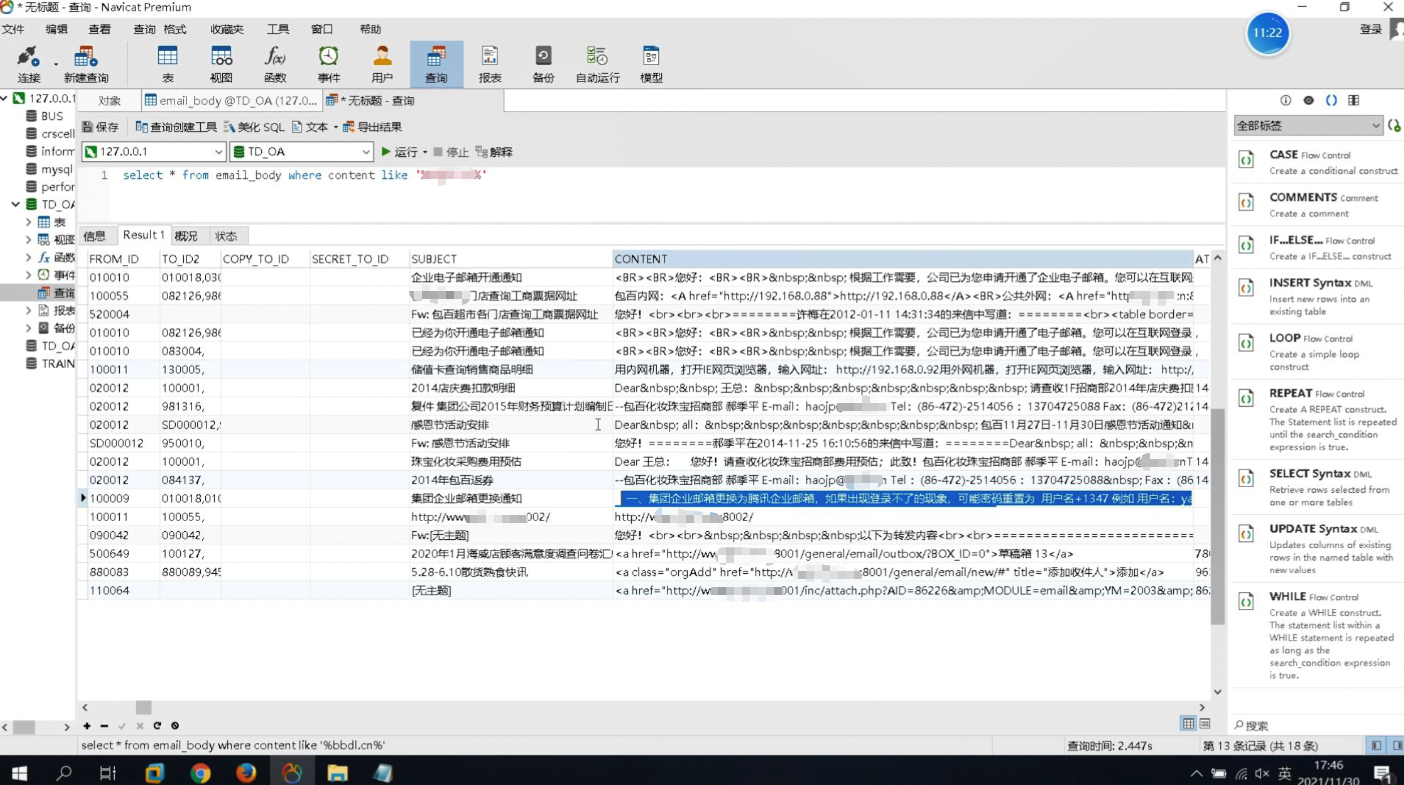 * 无标题 - 查询 - Navicat Premium
文件 编辑 查看 查询 格式 收藏夹 工具 窗口 帮助
11:22
登录
连接 新建查询 表 视图 函数 事件 用户 查询 报表 备份 自动运行 模型
127.0.0.1
BUS
crscell
inform
mysql
perfor
TD_OA
表
视图
函数
事件
查询
报表
备份
TD_OA
TRAIN
对象 email_body @TD_OA (127.0... * 无标题 - 查询
保存 查询创建工具 美化 SQL 文本 导出结果
127.0.0.1 TD_OA 运行 停止 解释
1 select * from email_body where content like '% %'
信息 Result 1 概况 状态
FROM_ID TO_ID2 COPY_TO_ID SECRET_TO_ID SUBJECT CONTENT AT
010010 010018,030 企业电子邮箱开通通知 <BR><BR>您好：<BR><BR>&nbsp;&nbsp; 根据工作需要，公司已为您申请开通了企业电子邮箱。您可以在互联网
100055 082126,986 门店查询工商票据网址 包百内网：<A href="http://192.168.0.88">http://192.168.0.88</A><BR>公共外网：<A href="htt :n:8
520004 Fw: 包百超市各门店查询工商票据网址 您好！<br><br><br>========许梅在2012-01-11 14:31:34的来信中写道：========<br><table border=
010010 082126,986 已经为你开通电子邮箱通知 <BR><BR>您好：<BR><BR>&nbsp;&nbsp; 根据工作需要，公司已为您申请开通了电子邮箱。您可以在互联网登录，
010010 083004, 已经为你开通电子邮箱通知 <BR><BR>您好：<BR><BR>&nbsp;&nbsp; 根据工作需要，公司已为您申请开通了电子邮箱。您可以在互联网登录，
100011 130005, 储值卡查询销售商品明细 用内网机器，打开IE网页浏览器，输入网址：http://192.168.0.92用外网机器，打开IE网页浏览器，输入网址：http:/
020012 100001, 2014店庆费扣款明细 Dear&nbsp;&nbsp; 王总：&nbsp;&nbsp;&nbsp;&nbsp;&nbsp;&nbsp; 请查收1F招商部2014年店庆费扣 14
020012 981316, 复件 集团公司2015年财务预算计划编制 --包百化妆珠宝招商部 郝季平 E-mail：haojp@ Tel：(86-472)-2514056 : 13704725088 Fax：(86-472)212 14
020012 SD000012, 感恩节活动安排 Dear&nbsp; all：&nbsp;&nbsp;&nbsp;&nbsp;&nbsp;&nbsp; 包百11月27日-11月30日感恩节活动通知&n 14
SD000012 950010, Fw: 感恩节活动安排 您好！========郝季平在2014-11-25 16:10:56的来信中写道：========Dear&nbsp; all：&nbsp;&nbsp;&n 14
020012 100001, 珠宝化妆采购费用预估 Dear 王总： 您好！请查收化妆珠宝招商部费用预估；此致！包百化妆珠宝招商部 郝季平 E-mail：haojp@ nT 14
020012 084137, 2014年包百返券 --包百化妆珠宝招商部 郝季平 E-mail：haojp@ Tel：(86-472)-2514056 : 13704725088&nbsp; Fax：(86 14
100009 010018,010 集团企业邮箱更换通知 一、集团企业邮箱更换为腾讯企业邮箱，如果出现登录不了的现象，可能密码重置为 用户名+1347 例如 用户名：ya
100011 100055, http://ww 002/ http://w 8002/
090042 090042, Fw:[无主题] 您好！&nbsp;<br><br>&nbsp;&nbsp;&nbsp;<br><br>======以下为转发内容<br><br>=====================
500649 100127, 2020年1月海威店顾客满意度调查问卷汇 <a href="http://ww 8001/general/email/outbox/?BOX_ID=0">草稿箱 13</a> 780
880083 880089,945 5.28-6.10散货熟食快讯 <a class="orgAdd" href="http:// :8001/general/email/new/#" title="添加收件人">添加</a> 963
110064 [无主题] <a href="http://w 001/inc/attach.php?AID=86226&amp;MODULE=email&amp;YM=2003&amp; 862
select * from email_body where content like '%bbdl.cn%' 查询时间: 2.447s 第 13 条记录 (共 18 条)
全部标签
CASE Flow Control
Create a conditional construct
COMMENTS Comment
Create a comment
IF...ELSE... Flow Control
Create a IF...ELSE... construct
INSERT Syntax DML
Insert new rows into an
existing table
LOOP Flow Control
Create a simple loop
construct
REPEAT Flow Control
Create A REPEAT construct.
The Statement list is repeated
until the search_condition
expression is true.
SELECT Syntax DML
Retrieve rows selected from
one or more tables
UPDATE Syntax DML
Updates columns of existing
rows in the named table with
new values
WHILE Flow Control
Create a WHILE construct.
The statement list within a
WHILE statement is repeated
as long as the
search_condition expression
is true.
搜索
英
17:46
2021/11/30
1